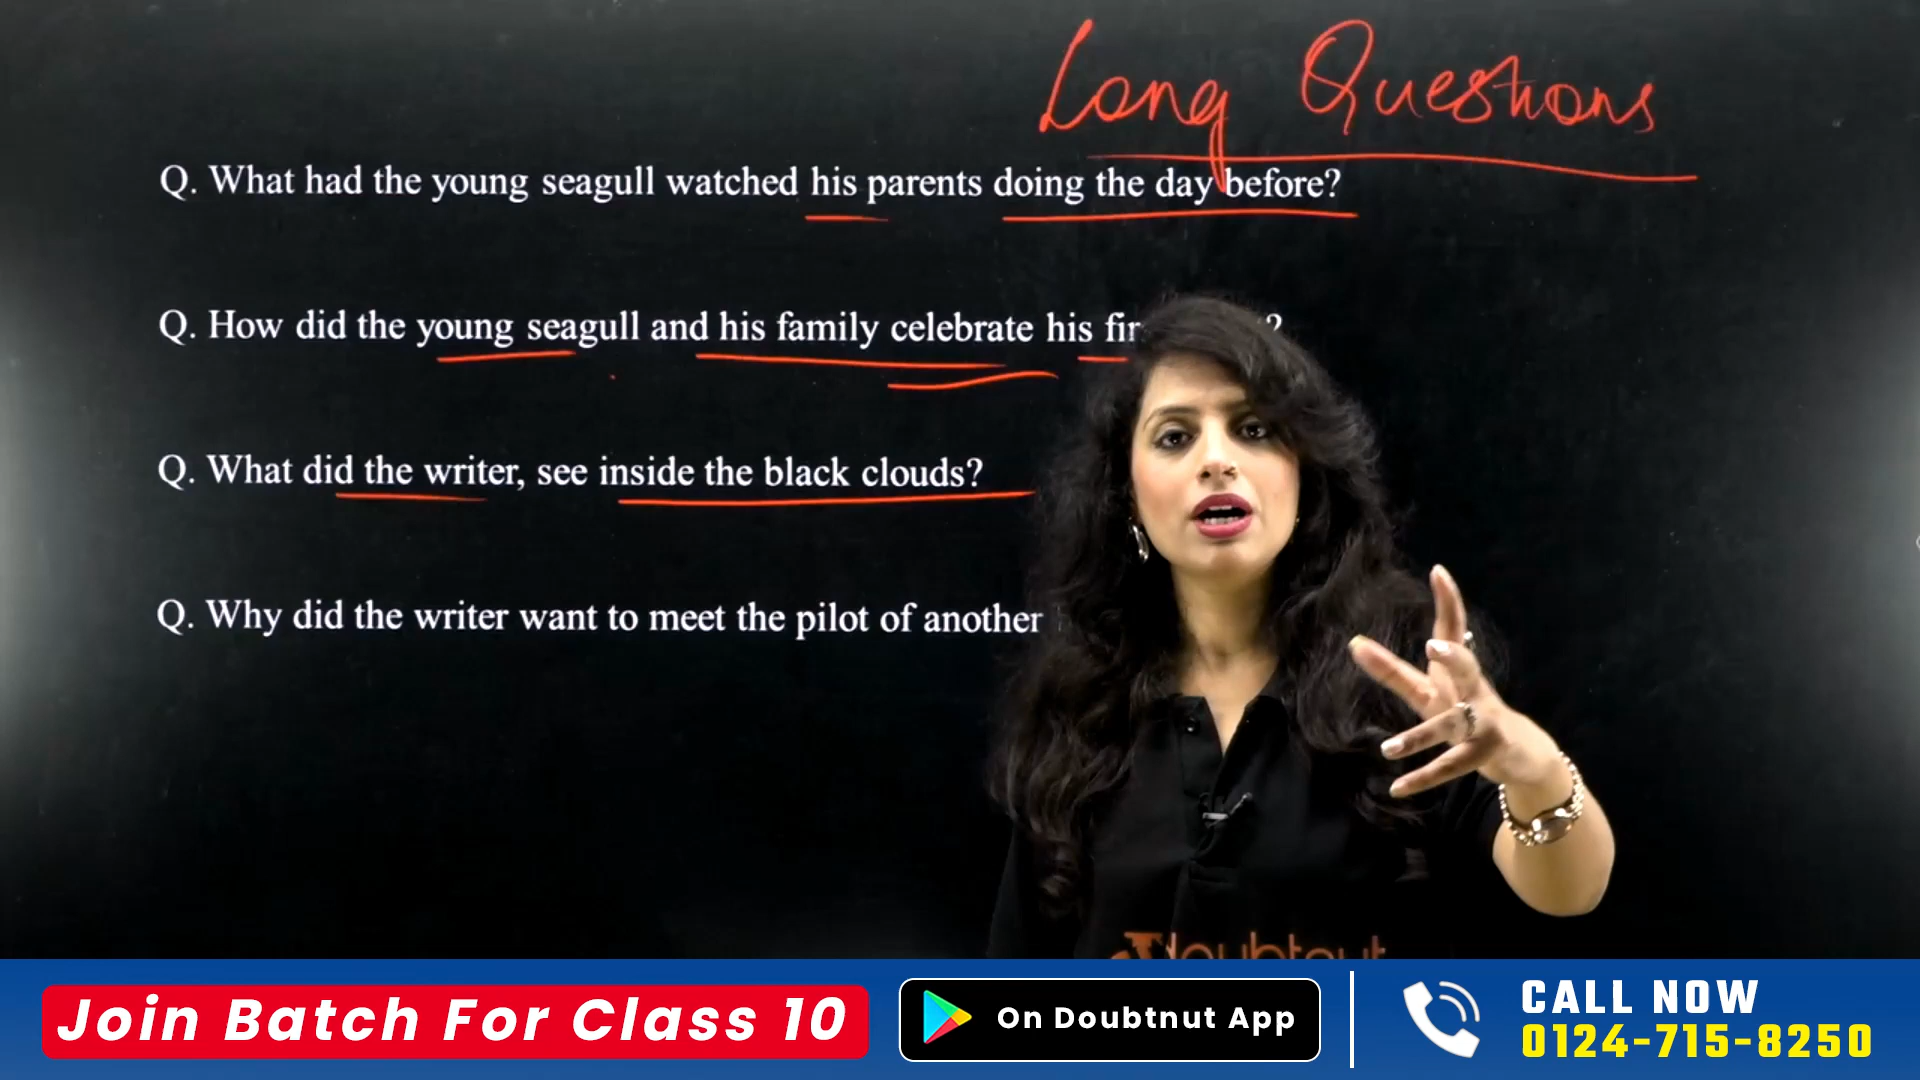 Long Questions
Q. What had the young seagull watched his parents doing the day before?
Q. How did the young seagull and his family celebrate his ?
Q. What did the writer, see inside the black clouds?
Q. Why did the writer want to meet the pilot of another
doubtnut
Join Batch For Class 10
On Doubtnut App
CALL NOW
0124-715-8250